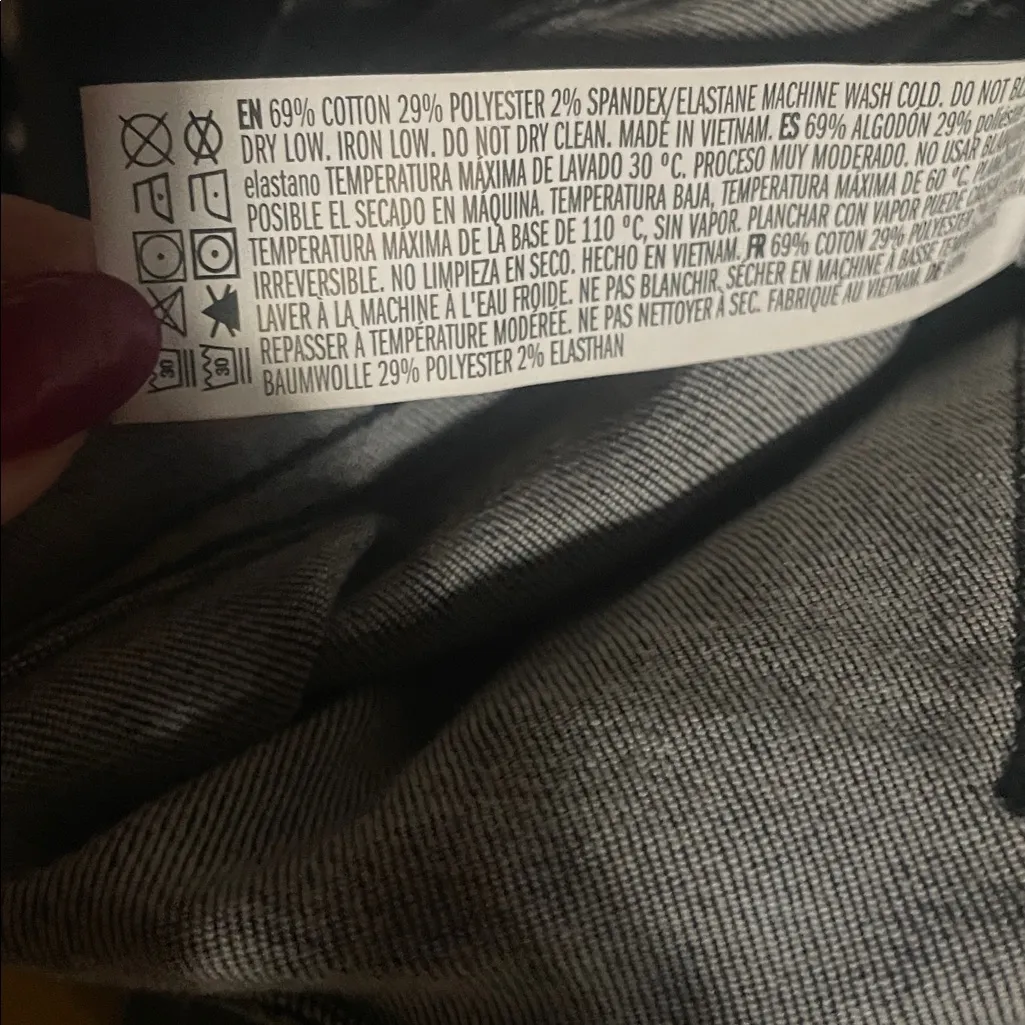 EN 69% COTTON 29% POLYESTER 2% SPANDEX/ELASTANE MACHINE WASH COLD. DO NOT
DRY LOW. IRON LOW. DO NOT DRY CLEAN. MADE IN VIETNAM. ES 69% ALGODÓN 29% poliéster
elastano TEMPERATURA MÁXIMA DE LAVADO 30 °C. PROCESO MUY MODERADO. NO USAR
POSIBLE EL SECADO EN MÁQUINA. TEMPERATURA BAJA, TEMPERATURA MÁXIMA DE 60 °C.
TEMPERATURA MÁXIMA DE LA BASE DE 110 °C, SIN VAPOR. PLANCHAR CON VAPOR PUEDE
IRREVERSIBLE. NO LIMPIEZA EN SECO. HECHO EN VIETNAM. FR 69% COTON 29% POLYESTER
LAVER À LA MACHINE À L'EAU FROIDE. NE PAS BLANCHIR. SÉCHER EN MACHINE À BASSE
REPASSER À TEMPÉRATURE MODÉRÉE. NE PAS NETTOYER À SEC. FABRIQUÉ AU VIETNAM. DE
BAUMWOLLE 29% POLYESTER 2% ELASTHAN
30 30